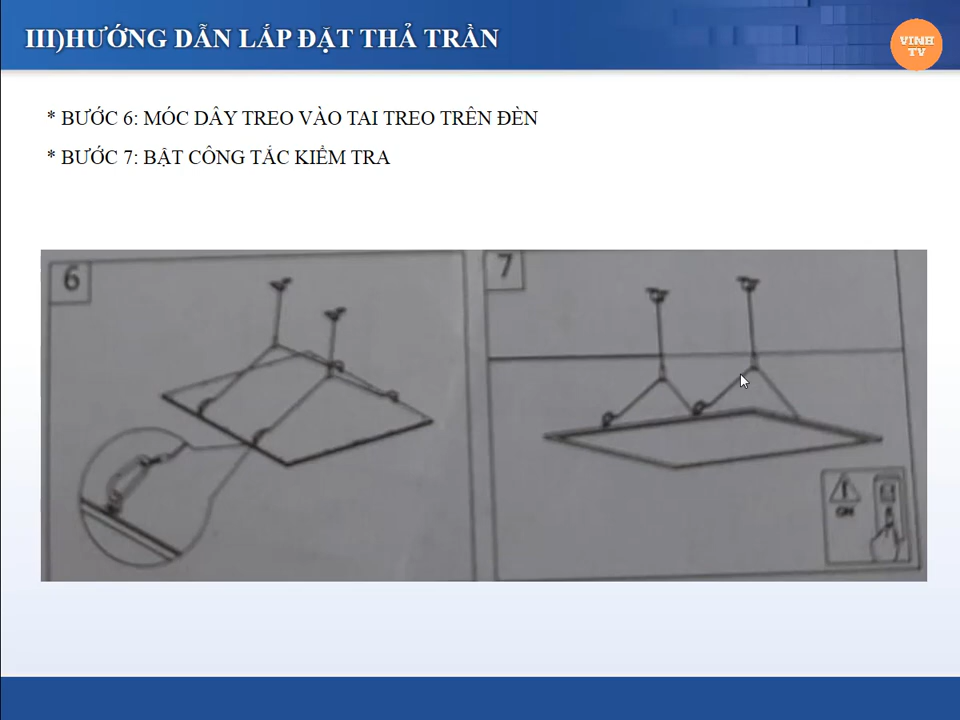 III)HƯỚNG DẪN LẮP ĐẶT THẢ TRẦN
VINH
TV
* BƯỚC 6: MÓC DÂY TREO VÀO TAI TREO TRÊN ĐÈN
* BƯỚC 7: BẬT CÔNG TẮC KIỂM TRA
6
7
ON